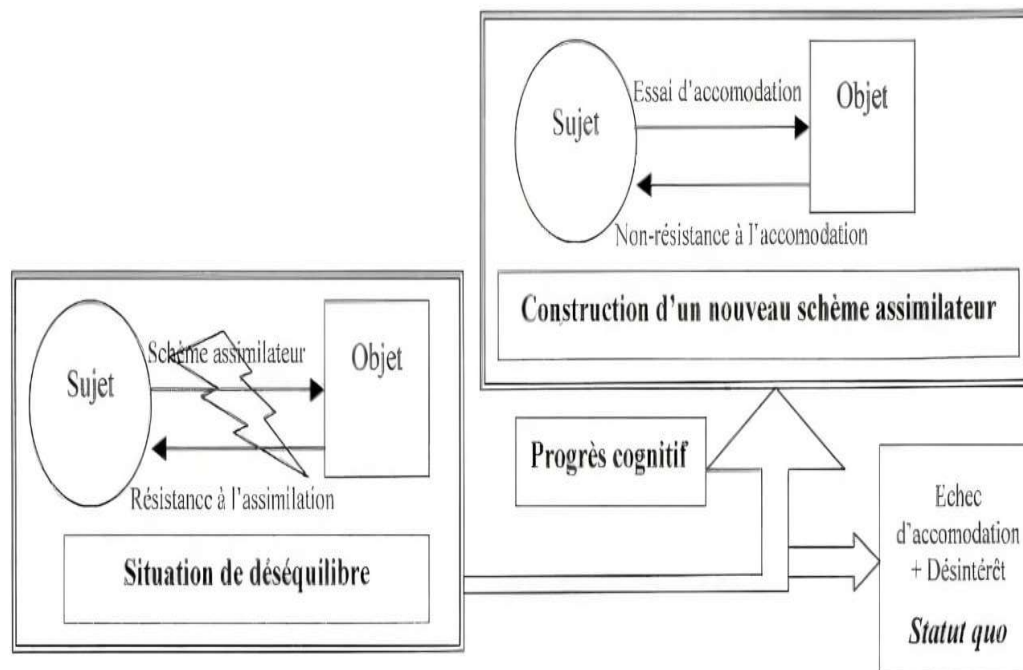 Essai d'accomodation
Sujet
Objet
Non-résistance à l'accomodation
Construction d'un nouveau schème assimilateur
Schème assimilateur
Sujet
Objet
Résistance à l'assimilation
Situation de déséquilibre
Progrès cognitif
Echec
d'accomodation
+ Désintérêt
Statut quo